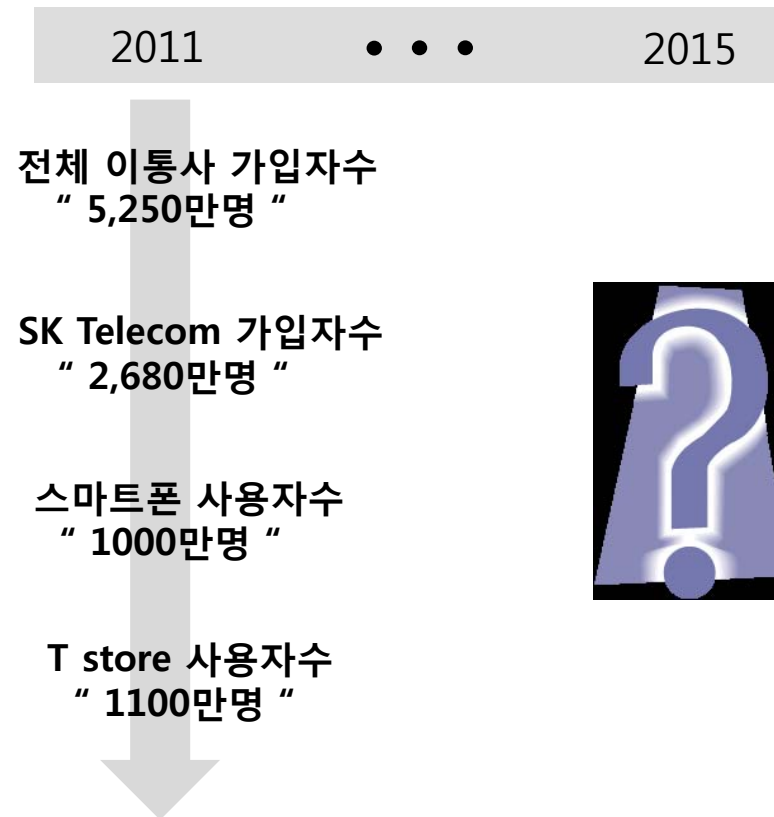 2011 • • • 2015
전체 이통사 가입자수
“ 5,250만명 “
SK Telecom 가입자수
“ 2,680만명 “
스마트폰 사용자수
“ 1000만명 “
?
T store 사용자수
“ 1100만명 “